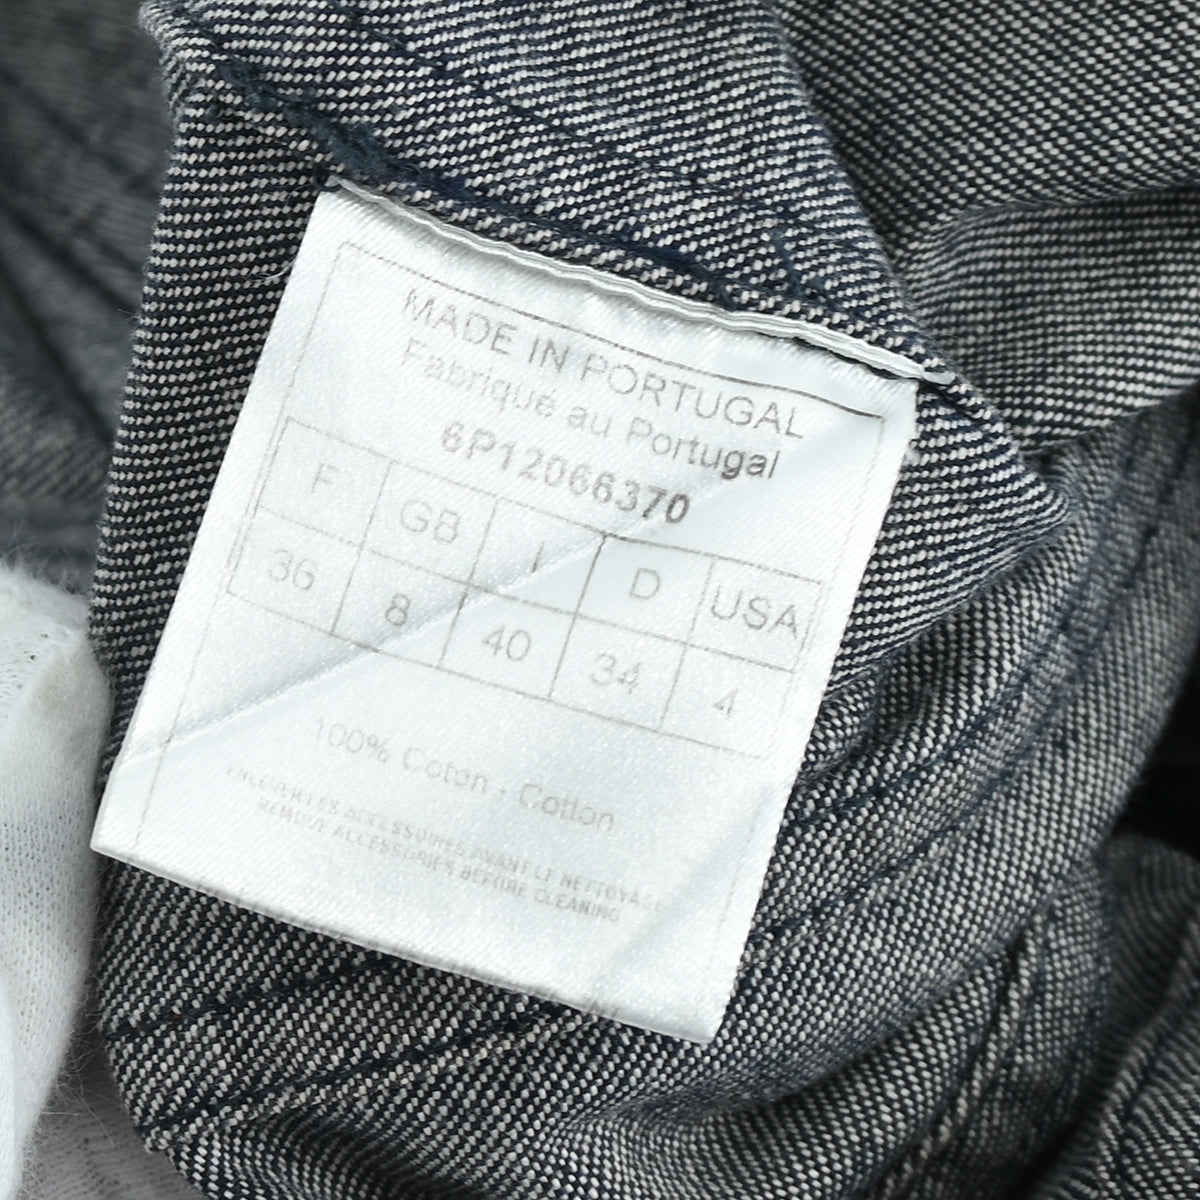 MADE IN PORTUGAL
Fabriqué au Portugal
6P12066370
F GB I D USA
36 8 40 34 4
100% Coton - Cotton
ENLEVER LES ACCESSOIRES AVANT LE NETTOYAGE
REMOVE ACCESSORIES BEFORE CLEANING